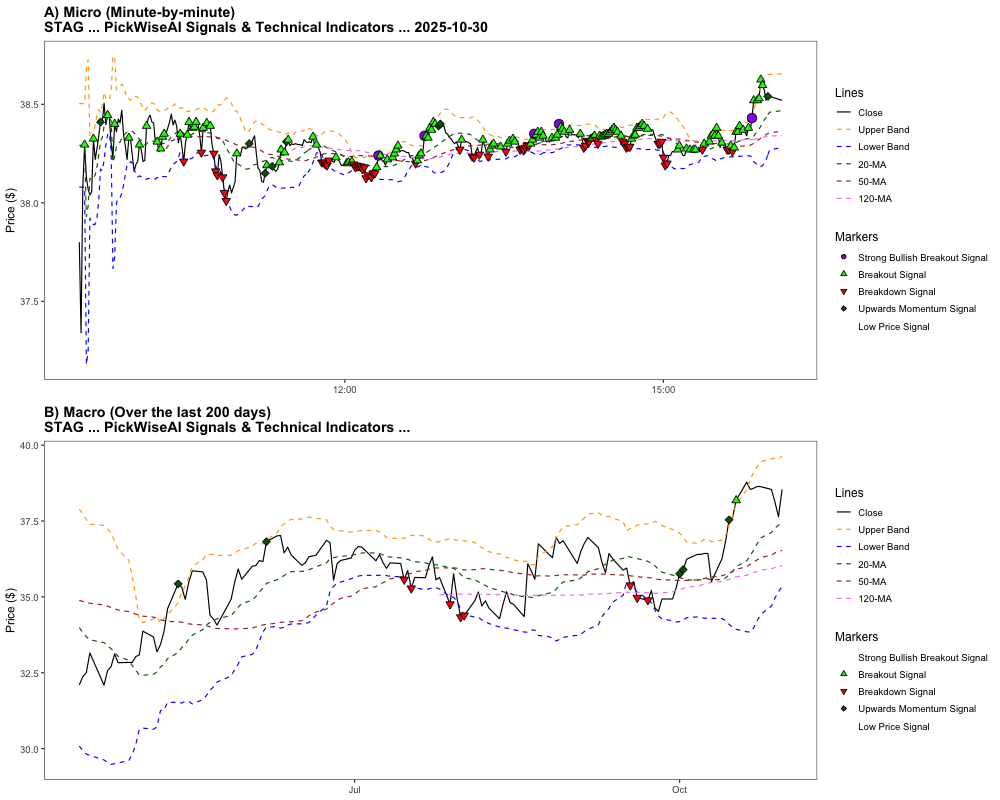 A) Micro (Minute-by-minute)
STAG ... PickWiseAI Signals & Technical Indicators ... 2025-10-30
38.5
38.0
37.5
Price ($)
12:00
15:00
Lines
Close
Upper Band
Lower Band
20-MA
50-MA
120-MA
Markers
Strong Bullish Breakout Signal
Breakout Signal
Breakdown Signal
Upwards Momentum Signal
Low Price Signal
B) Macro (Over the last 200 days)
STAG ... PickWiseAI Signals & Technical Indicators ...
40.0
37.5
35.0
32.5
30.0
Price ($)
Jul
Oct
Lines
Close
Upper Band
Lower Band
20-MA
50-MA
120-MA
Markers
Strong Bullish Breakout Signal
Breakout Signal
Breakdown Signal
Upwards Momentum Signal
Low Price Signal